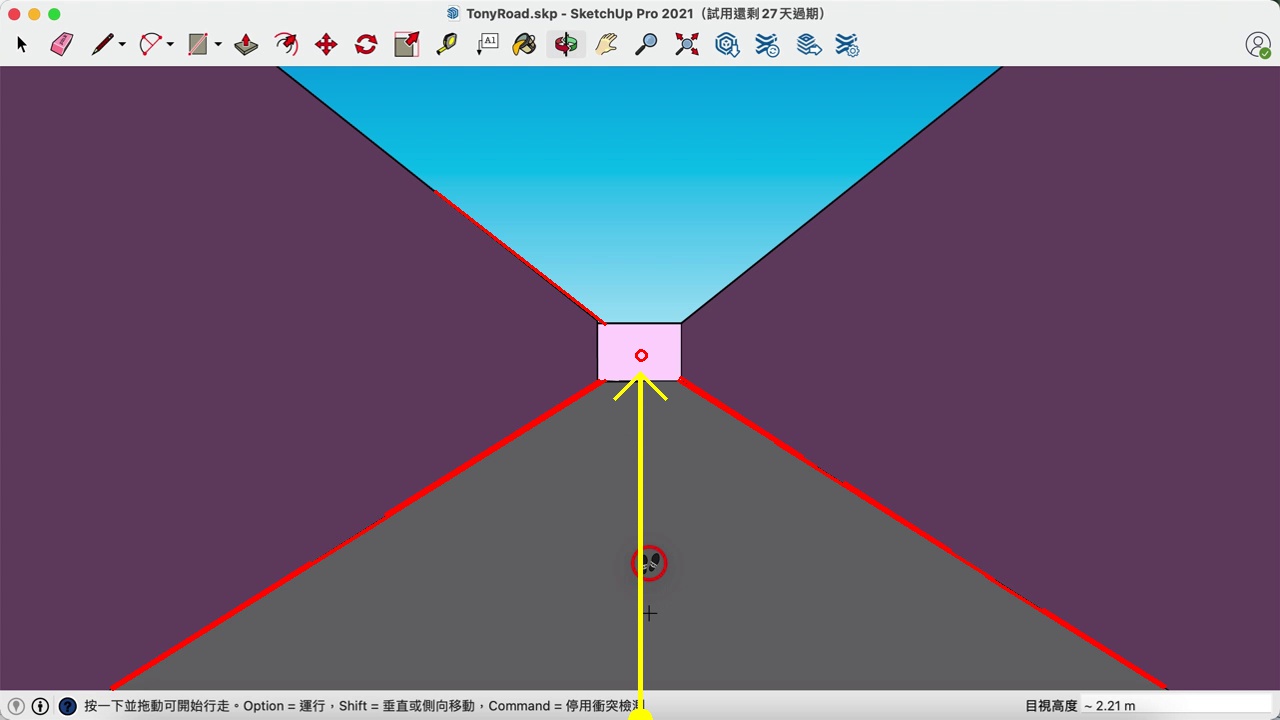 TonyRoad.skp - SketchUp Pro 2021（試用還剩27天過期）
A1
按一下並拖動可開始行走。Option = 運行，Shift = 垂直或側向移動，Command = 停用衝突檢測
目視高度 ~ 2.21 m